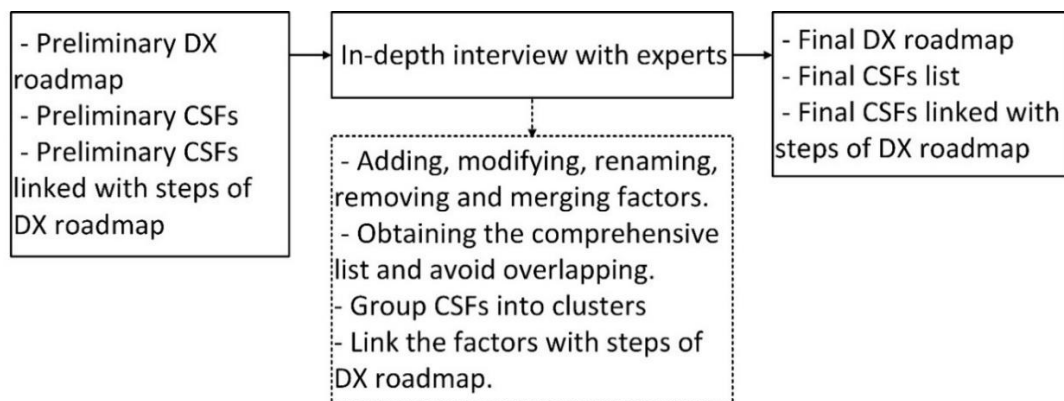 - Preliminary DX
roadmap
- Preliminary CSFs
- Preliminary CSFs
linked with steps of
DX roadmap
In-depth interview with experts
- Adding, modifying, renaming,
removing and merging factors.
- Obtaining the comprehensive
list and avoid overlapping.
- Group CSFs into clusters
- Link the factors with steps of
DX roadmap.
- Final DX roadmap
- Final CSFs list
- Final CSFs linked with
steps of DX roadmap